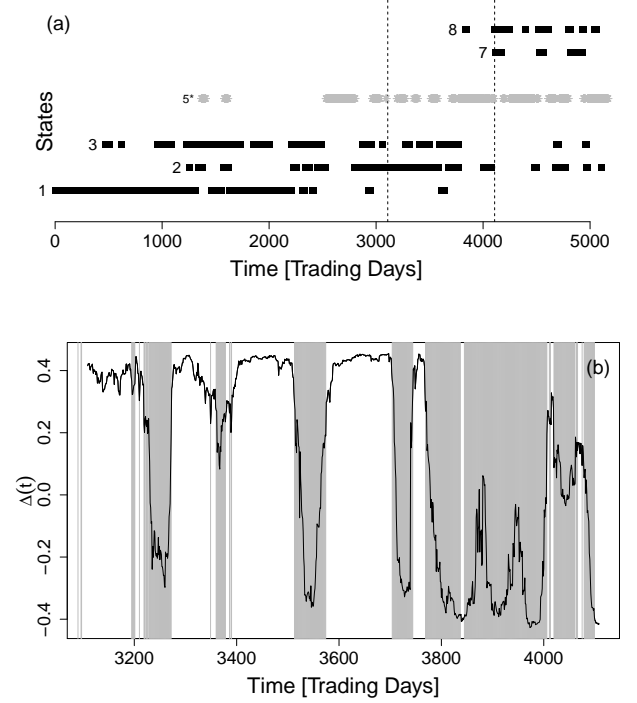 (a)
8
7
5*
3
2
1
States
0 1000 2000 3000 4000 5000
Time [Trading Days]
(b)
0.4
0.2
0.0
−0.2
−0.4
Δ(t)
3200 3400 3600 3800 4000
Time [Trading Days]